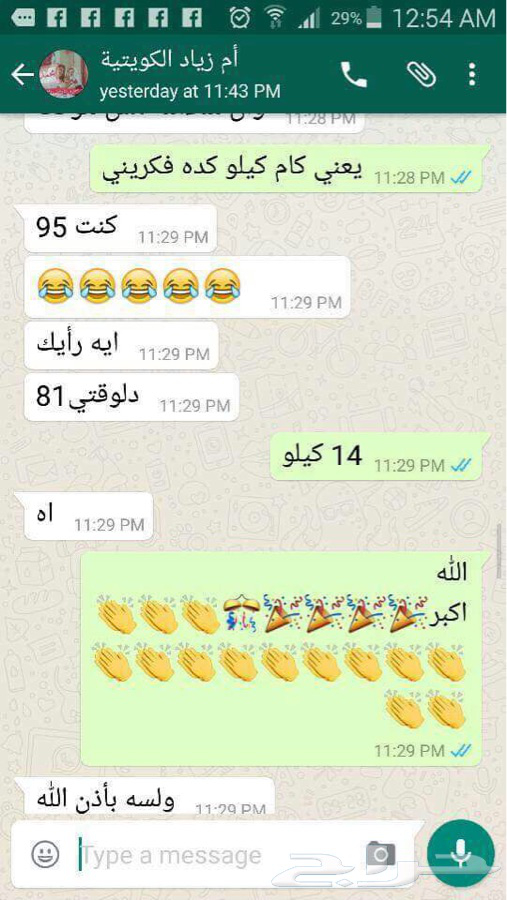 29% 12:54 AM
أم زياد الكويتية
yesterday at 11:43 PM
11:28 PM
يعني كام كيلو كده فكريني 11:28 PM
كنت 95 11:29 PM
😂😂😂😂😂 11:29 PM
ايه رأيك 11:29 PM
دلوقتي81 11:29 PM
14 كيلو 11:29 PM
اه 11:29 PM
الله
اكبر🎉🎉🎉🎉🎊👏👏👏
👏👏👏👏👏👏👏👏👏
👏👏
11:29 PM
ولسه بأذن الله 11:29 PM
Type a message
حراج